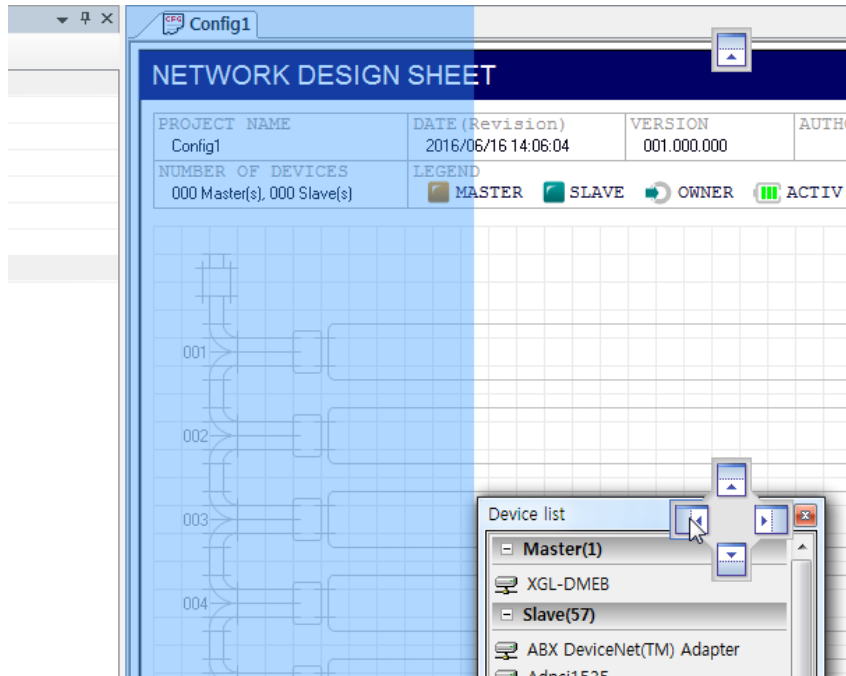 Config1
NETWORK DESIGN SHEET
PROJECT NAME DATE(Revision) VERSION
Config1 2016/06/16 14:06:04 001.000.000
NUMBER OF DEVICES LEGEND
000 Master(s), 000 Slave(s) MASTER SLAVE OWNER ACTIV
001
002
003
Device list
Master(1)
XGL-DMEB
004
Slave(57)
ABX DeviceNet(TM) Adapter